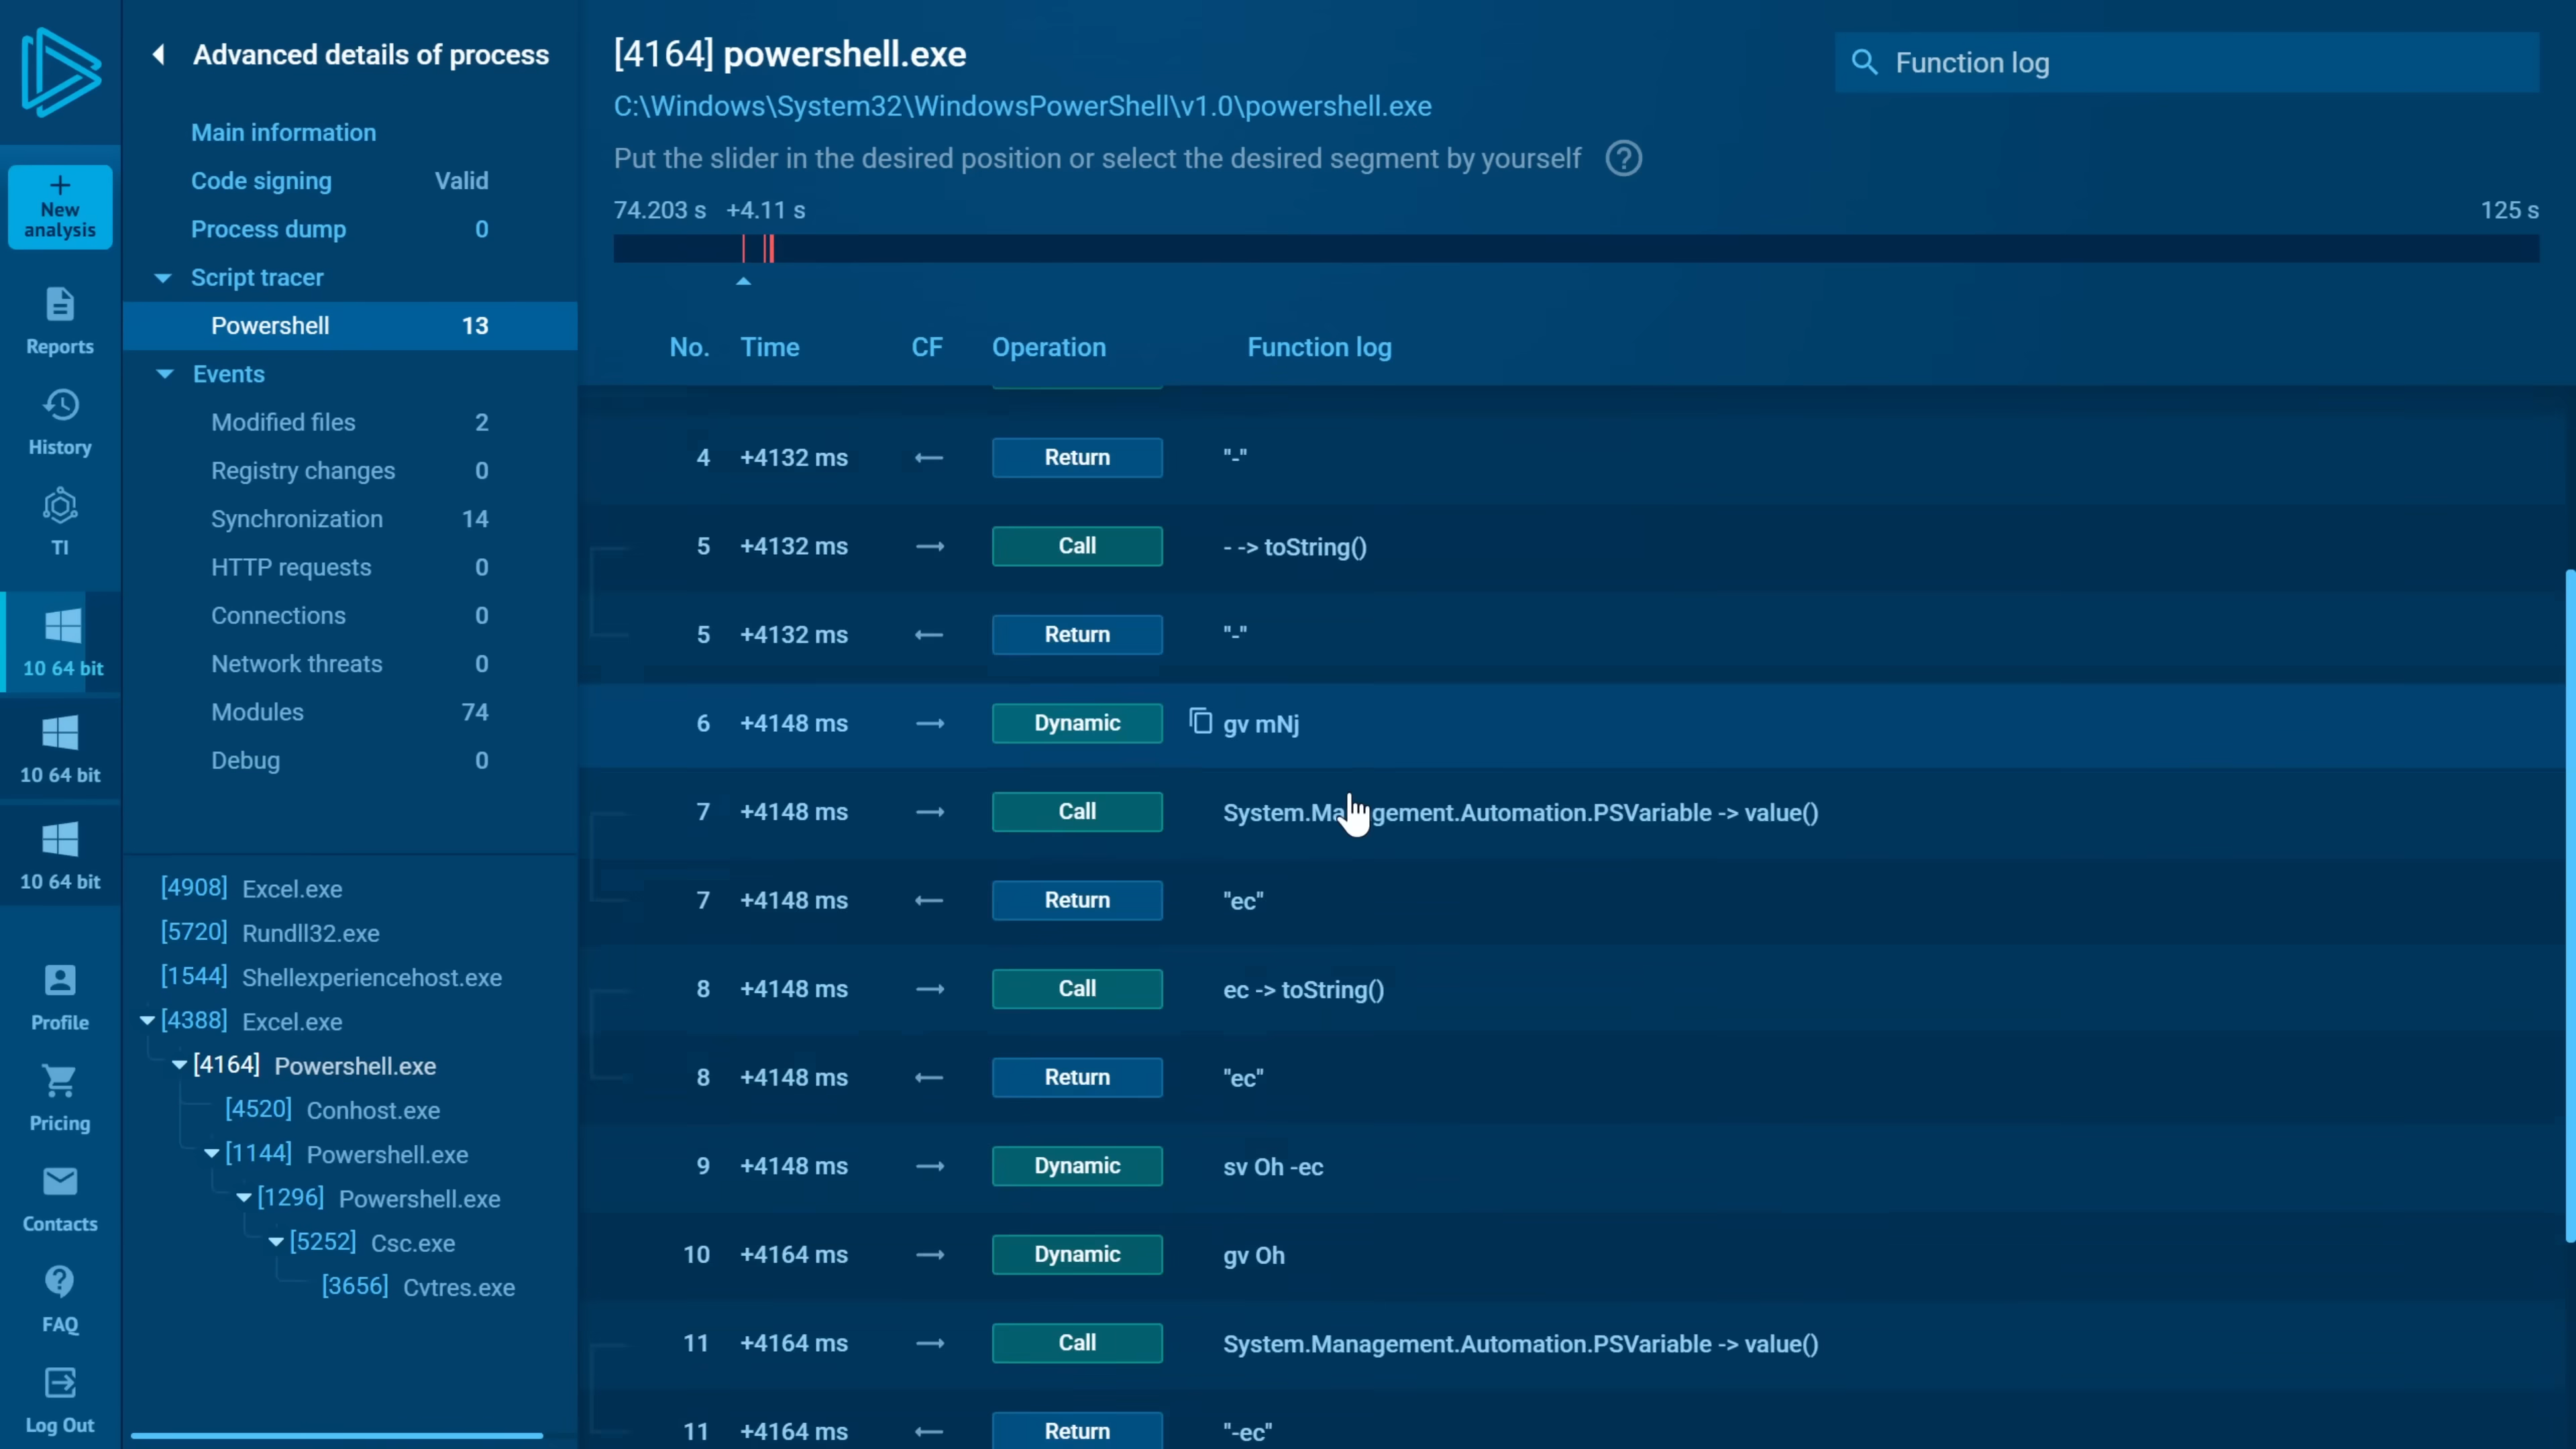 Advanced details of process
Main information
Code signing Valid
Process dump 0
Script tracer
Powershell 13
Events
Modified files 2
Registry changes 0
Synchronization 14
HTTP requests 0
Connections 0
Network threats 0
Modules 74
Debug 0
[4908] Excel.exe
[5720] Rundll32.exe
[1544] Shellexperiencehost.exe
[4388] Excel.exe
[4164] Powershell.exe
[4520] Conhost.exe
[1144] Powershell.exe
[1296] Powershell.exe
[5252] Csc.exe
[3656] Cvtres.exe
+
New
analysis
Reports
History
TI
10 64 bit
10 64 bit
10 64 bit
Profile
Pricing
Contacts
FAQ
Log Out
[4164] powershell.exe
Function log
C:\Windows\System32\WindowsPowerShell\v1.0\powershell.exe
Put the slider in the desired position or select the desired segment by yourself ?
74.203 s +4.11 s 125 s
No. Time CF Operation Function log
4 +4132 ms ← Return "-"
5 +4132 ms → Call - -> toString()
5 +4132 ms ← Return "-"
6 +4148 ms → Dynamic gv mNj
7 +4148 ms → Call System.Management.Automation.PSVariable -> value()
7 +4148 ms ← Return "ec"
8 +4148 ms → Call ec -> toString()
8 +4148 ms ← Return "ec"
9 +4148 ms → Dynamic sv Oh -ec
10 +4164 ms → Dynamic gv Oh
11 +4164 ms → Call System.Management.Automation.PSVariable -> value()
11 +4164 ms ← Return "-ec"